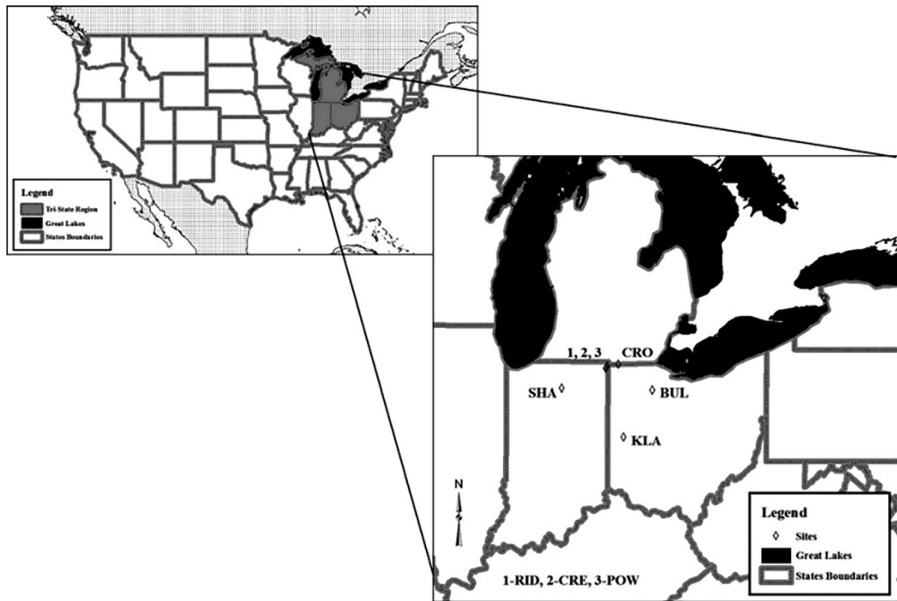 Legend
Tri-State Region
Great Lakes
States Boundaries
1, 2, 3
CRO
SHA
BUL
KLA
N
1-RID, 2-CRE, 3-POW
Legend
Sites
Great Lakes
States Boundaries